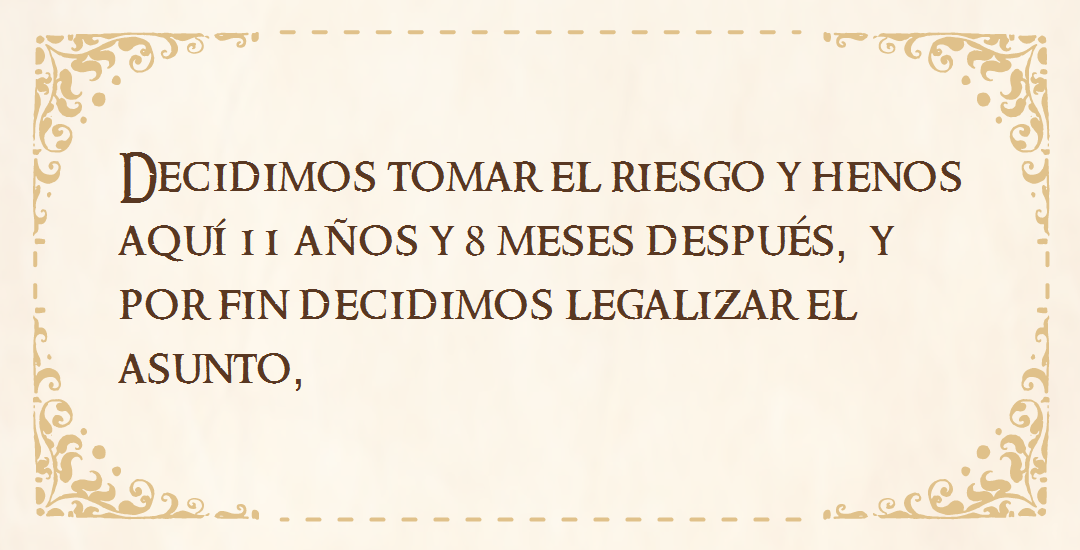 Decidimos tomar el riesgo y henos
aquí 11 años y 8 meses después, y
por fin decidimos legalizar el
asunto,